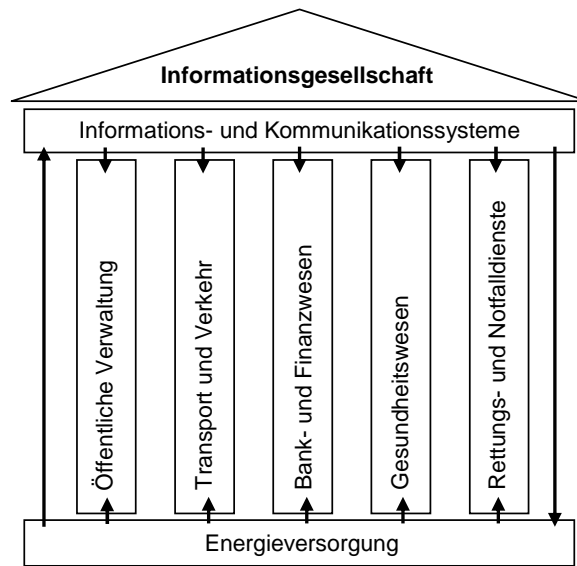 Informationsgesellschaft
Informations- und Kommunikationssysteme
Öffentliche Verwaltung
Transport und Verkehr
Bank- und Finanzwesen
Gesundheitswesen
Rettungs- und Notfalldienste
Energieversorgung